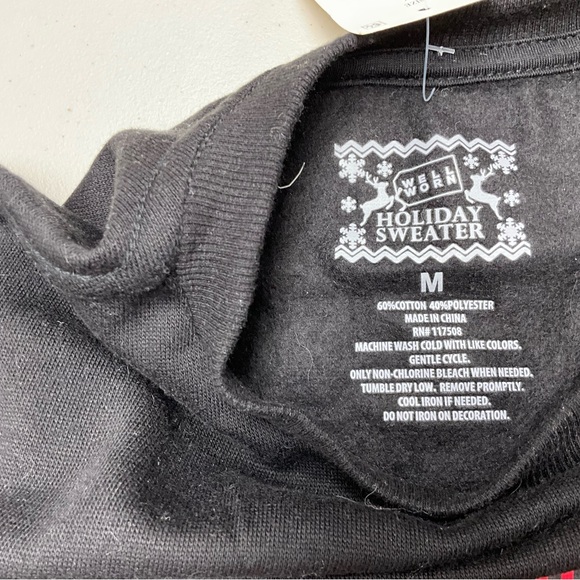 WELL
WORN
HOLIDAY
SWEATER
M
60%COTTON 40%POLYESTER
MADE IN CHINA
RN# 117508
MACHINE WASH COLD WITH LIKE COLORS.
GENTLE CYCLE.
ONLY NON-CHLORINE BLEACH WHEN NEEDED.
TUMBLE DRY LOW. REMOVE PROMPTLY.
COOL IRON IF NEEDED.
DO NOT IRON ON DECORATION.